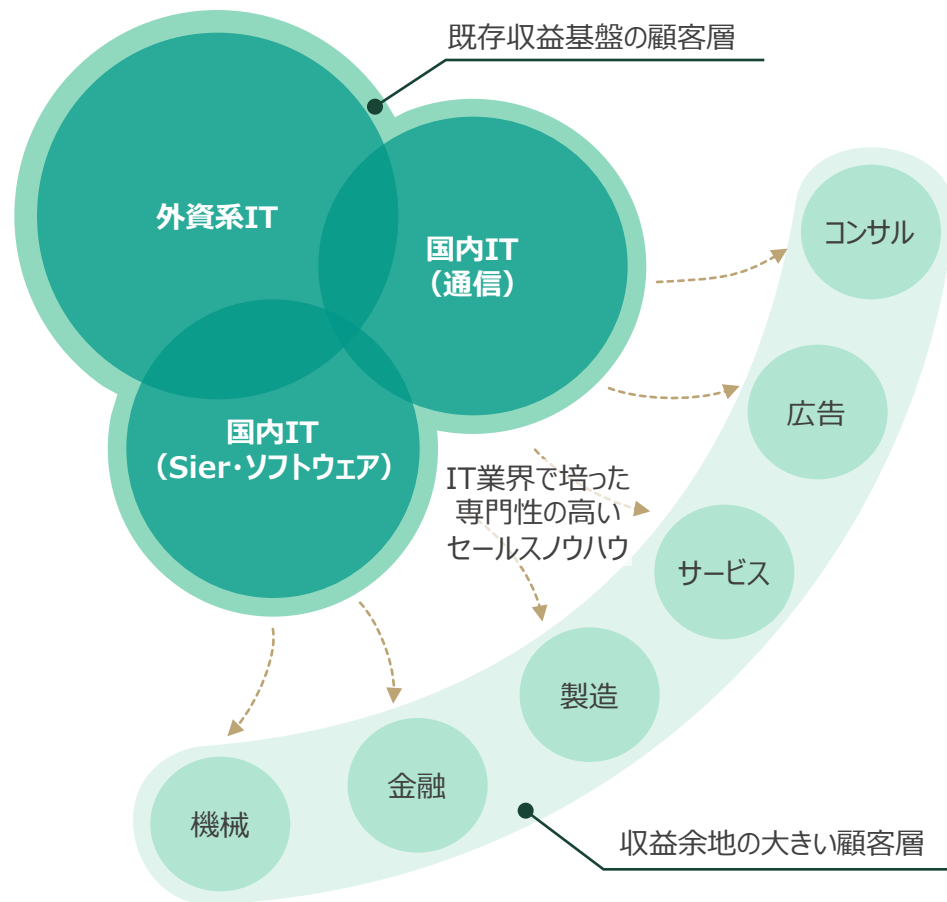 既存収益基盤の顧客層
外資系IT
国内IT
（通信）
国内IT
（Sier・ソフトウェア）
IT業界で培った
専門性の高い
セールスノウハウ
コンサル
広告
サービス
製造
金融
機械
収益余地の大きい顧客層